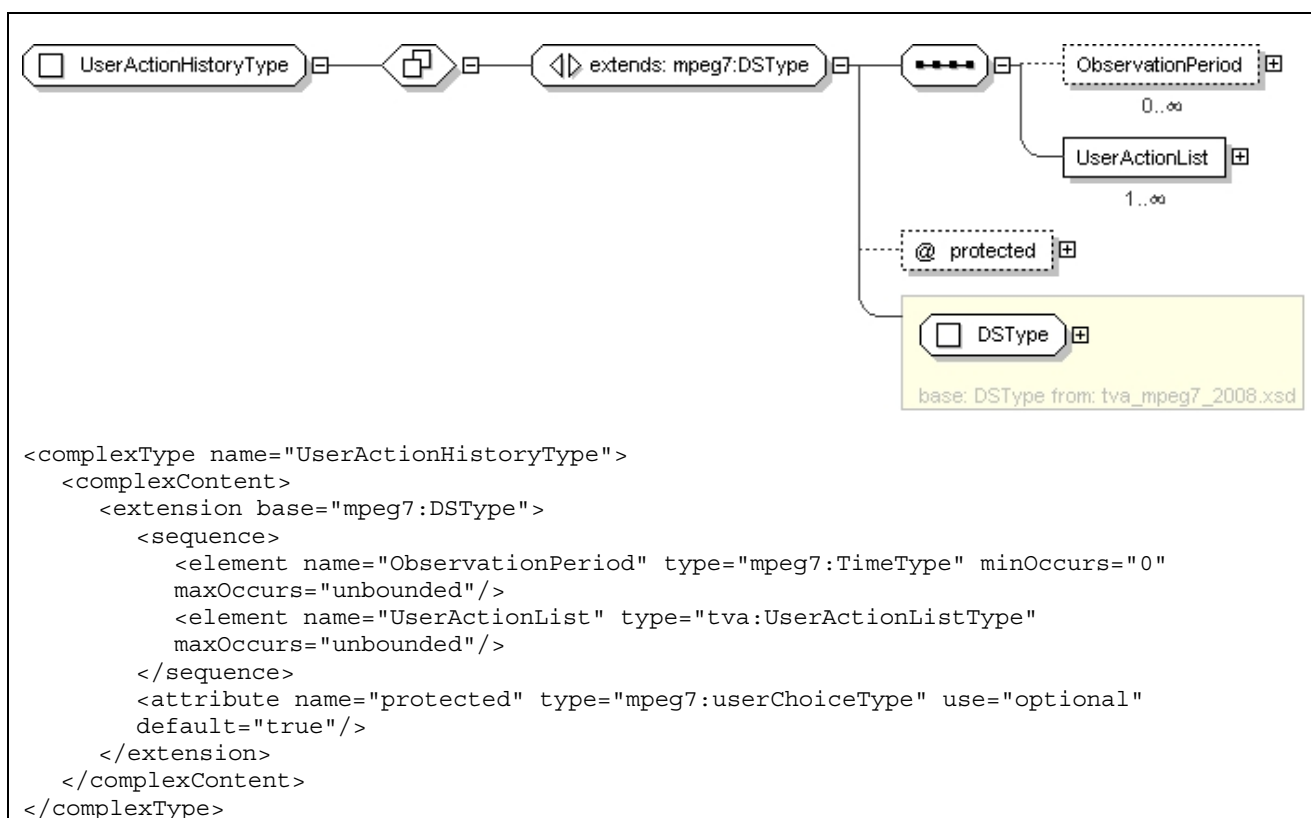 UserActionHistoryType
extends: mpeg7:DSType
ObservationPeriod
0..∞
UserActionList
1..∞
@ protected
DSType
base: DSType from: tva_mpeg7_2008.xsd
<complexType name="UserActionHistoryType">
<complexContent>
<extension base="mpeg7:DSType">
<sequence>
<element name="ObservationPeriod" type="mpeg7:TimeType" minOccurs="0"
maxOccurs="unbounded"/>
<element name="UserActionList" type="tva:UserActionListType"
maxOccurs="unbounded"/>
</sequence>
<attribute name="protected" type="mpeg7:userChoiceType" use="optional"
default="true"/>
</extension>
</complexContent>
</complexType>